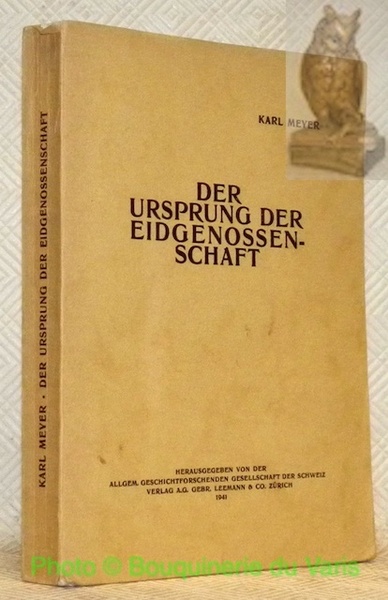 KARL MEYER
DER
URSPRUNG DER
EIDGENOSSEN-
SCHAFT
HERAUSGEGEBEN VON DER
ALLGEM. GESCHICHTFORSCHENDEN GESELLSCHAFT DER SCHWEIZ
VERLAG A.G. GEBR. LEEMANN & CO. ZÜRICH
1941
KARL MEYER • DER URSPRUNG DER EIDGENOSSENSCHAFT
Photo © Bouquinerie du Varis